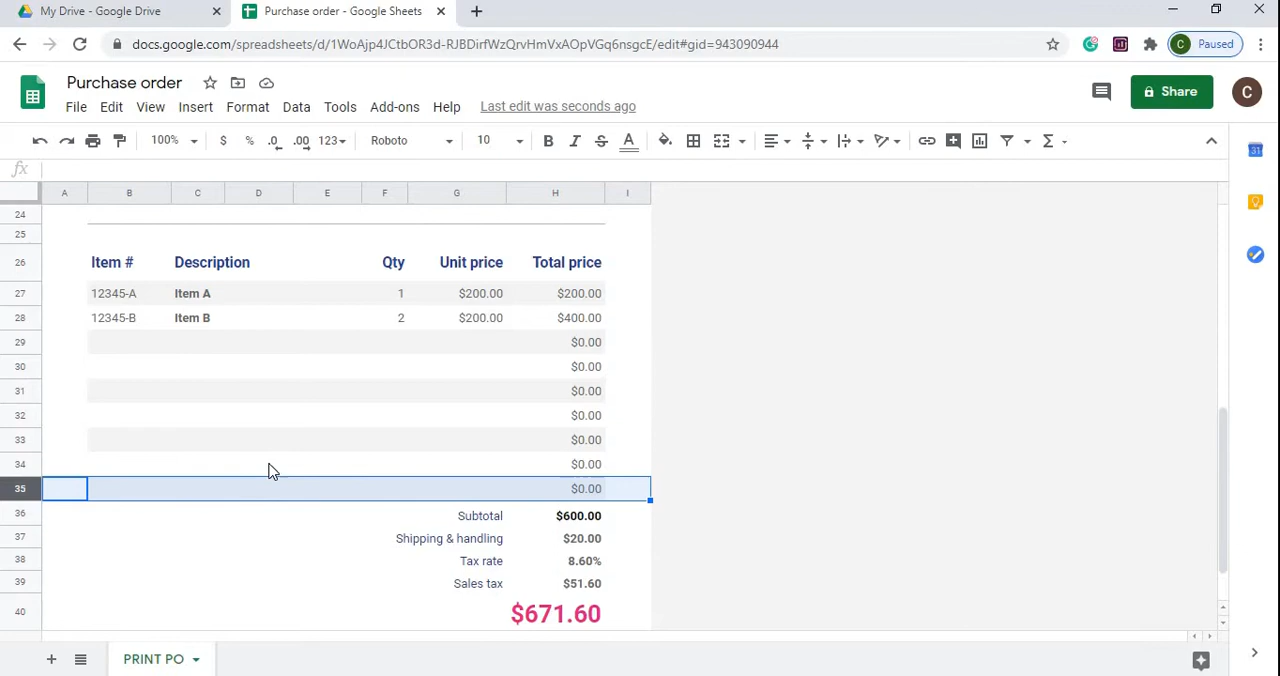 My Drive - Google Drive
Purchase order - Google Sheets
docs.google.com/spreadsheets/d/1WoAjp4JCtbOR3d-RJBDirfWzQrvHmVxAOpVGq6nsgcE/edit#gid=943090944
C Paused
Purchase order
File Edit View Insert Format Data Tools Add-ons Help Last edit was seconds ago
Share
C
100% $ % .0 .00 123 Roboto 10 B I S A Σ
31
fx
A B C D E F G H I
24
25
26 Item # Description Qty Unit price Total price
27 12345-A Item A 1 $200.00 $200.00
28 12345-B Item B 2 $200.00 $400.00
29 $0.00
30 $0.00
31 $0.00
32 $0.00
33 $0.00
34 $0.00
35 $0.00
36 Subtotal $600.00
37 Shipping & handling $20.00
38 Tax rate 8.60%
39 Sales tax $51.60
40 $671.60
PRINT PO